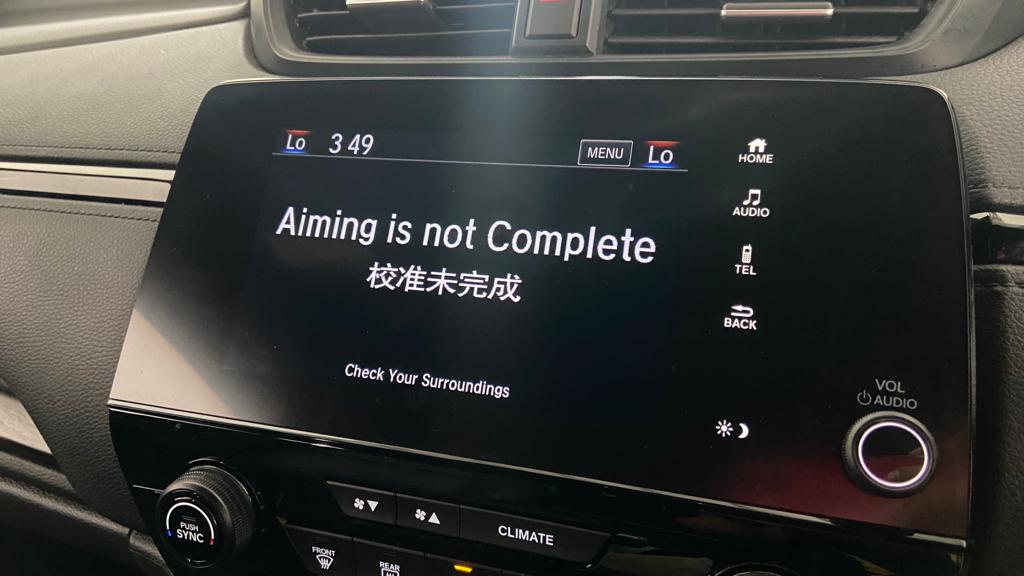 Lo 3 49 MENU Lo
HOME
AUDIO
Aiming is not Complete
校准未完成
TEL
BACK
Check Your Surroundings
VOL
AUDIO
PUSH
SYNC
CLIMATE
FRONT
REAR